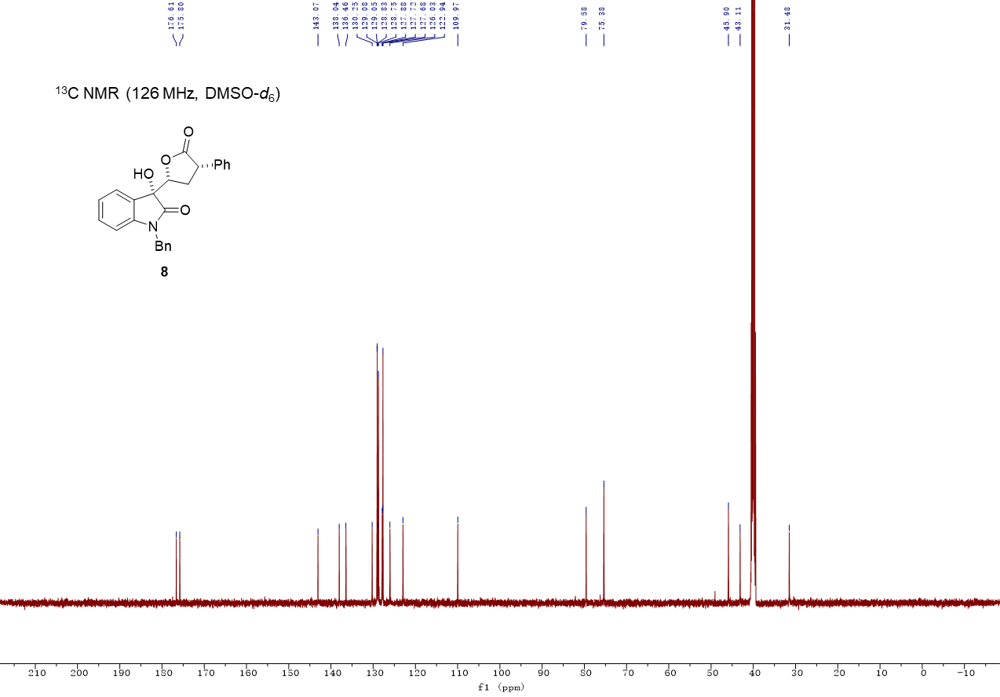 176.61
175.80
143.07
138.04
136.46
130.25
129.08
129.05
128.83
128.75
127.88
127.72
127.68
126.03
122.94
109.97
79.58
75.38
45.90
43.11
31.48
¹³C NMR (126 MHz, DMSO-d₆)
O
O
Ph
HO
O
N
Bn
8
210 200 190 180 170 160 150 140 130 120 110 100 90 80 70 60 50 40 30 20 10 0 -10
f1 (ppm)